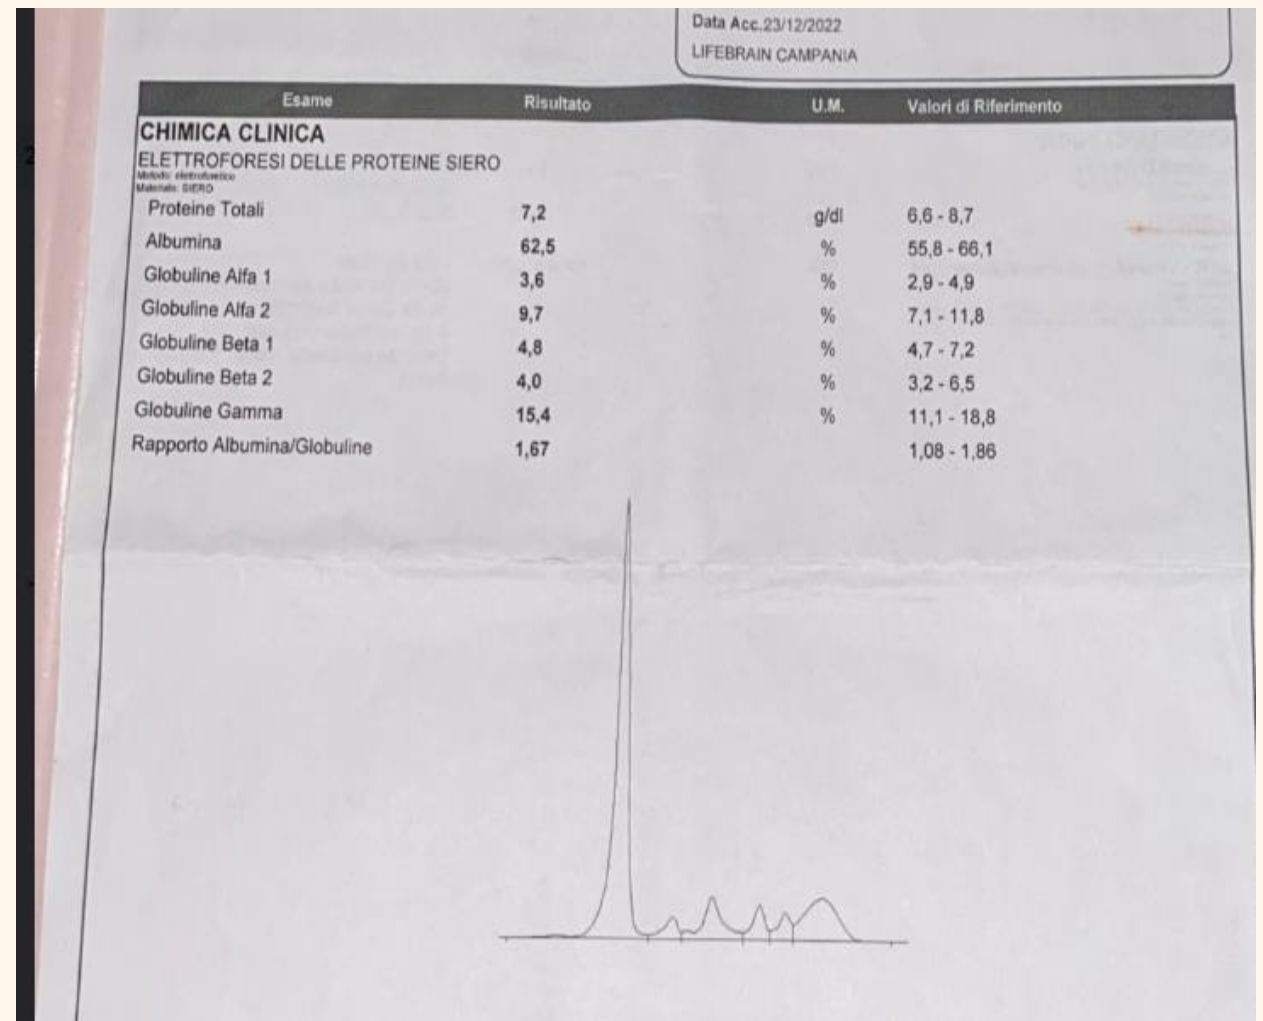 Data Acc.23/12/2022
LIFEBRAIN CAMPANIA
Esame Risultato U.M. Valori di Riferimento
CHIMICA CLINICA
ELETTROFORESI DELLE PROTEINE SIERO
Metodo: elettroforetico
Materiale: SIERO
Proteine Totali 7,2 g/dl 6,6 - 8,7
Albumina 62,5 % 55,8 - 66,1
Globuline Alfa 1 3,6 % 2,9 - 4,9
Globuline Alfa 2 9,7 % 7,1 - 11,8
Globuline Beta 1 4,8 % 4,7 - 7,2
Globuline Beta 2 4,0 % 3,2 - 6,5
Globuline Gamma 15,4 % 11,1 - 18,8
Rapporto Albumina/Globuline 1,67 1,08 - 1,86